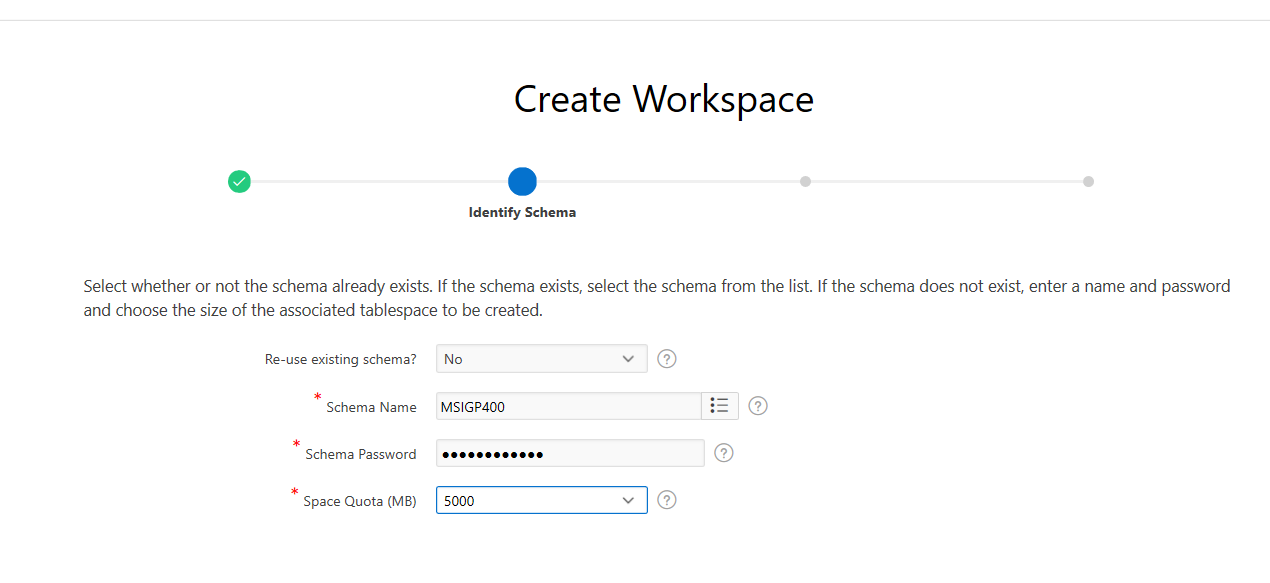 Create Workspace
Identify Schema
Select whether or not the schema already exists. If the schema exists, select the schema from the list. If the schema does not exist, enter a name and password
and choose the size of the associated tablespace to be created.
Re-use existing schema? No ?
* Schema Name MSIGP400 ?
* Schema Password •••••••••••• ?
* Space Quota (MB) 5000 ?